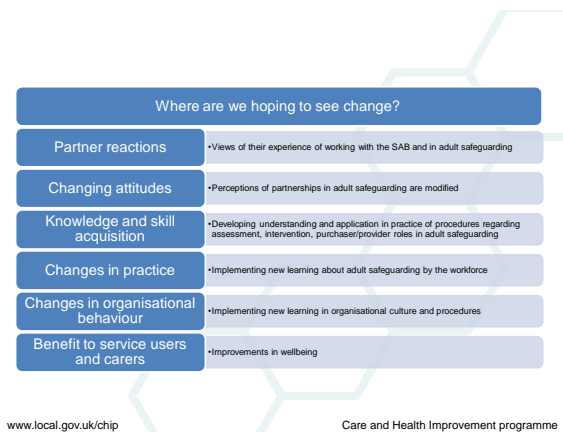 Where are we hoping to see change?
Partner reactions
•Views of their experience of working with the SAB and in adult safeguarding
Changing attitudes
•Perceptions of partnerships in adult safeguarding are modified
Knowledge and skill
acquisition
•Developing understanding and application in practice of procedures regarding
assessment, intervention, purchaser/provider roles in adult safeguarding
Changes in practice
•Implementing new learning about adult safeguarding by the workforce
Changes in organisational
behaviour
•Implementing new learning in organisational culture and procedures
Benefit to service users
and carers
•Improvements in wellbeing
www.local.gov.uk/chip
Care and Health Improvement programme